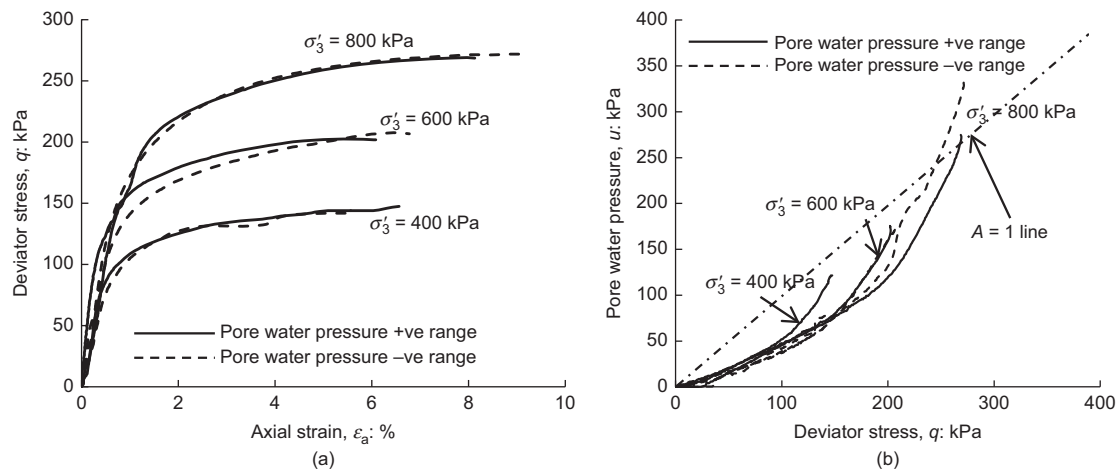 300
250
200
150
100
50
0
0 2 4 6 8 10
Deviator stress, q: kPa
Axial strain, εa: %
σ′3 = 800 kPa
σ′3 = 600 kPa
σ′3 = 400 kPa
Pore water pressure +ve range
Pore water pressure –ve range
(a)
400
350
300
250
200
150
100
50
0
0 100 200 300 400
Pore water pressure, u: kPa
Deviator stress, q: kPa
Pore water pressure +ve range
Pore water pressure –ve range
σ′3 = 800 kPa
σ′3 = 600 kPa
A = 1 line
σ′3 = 400 kPa
(b)